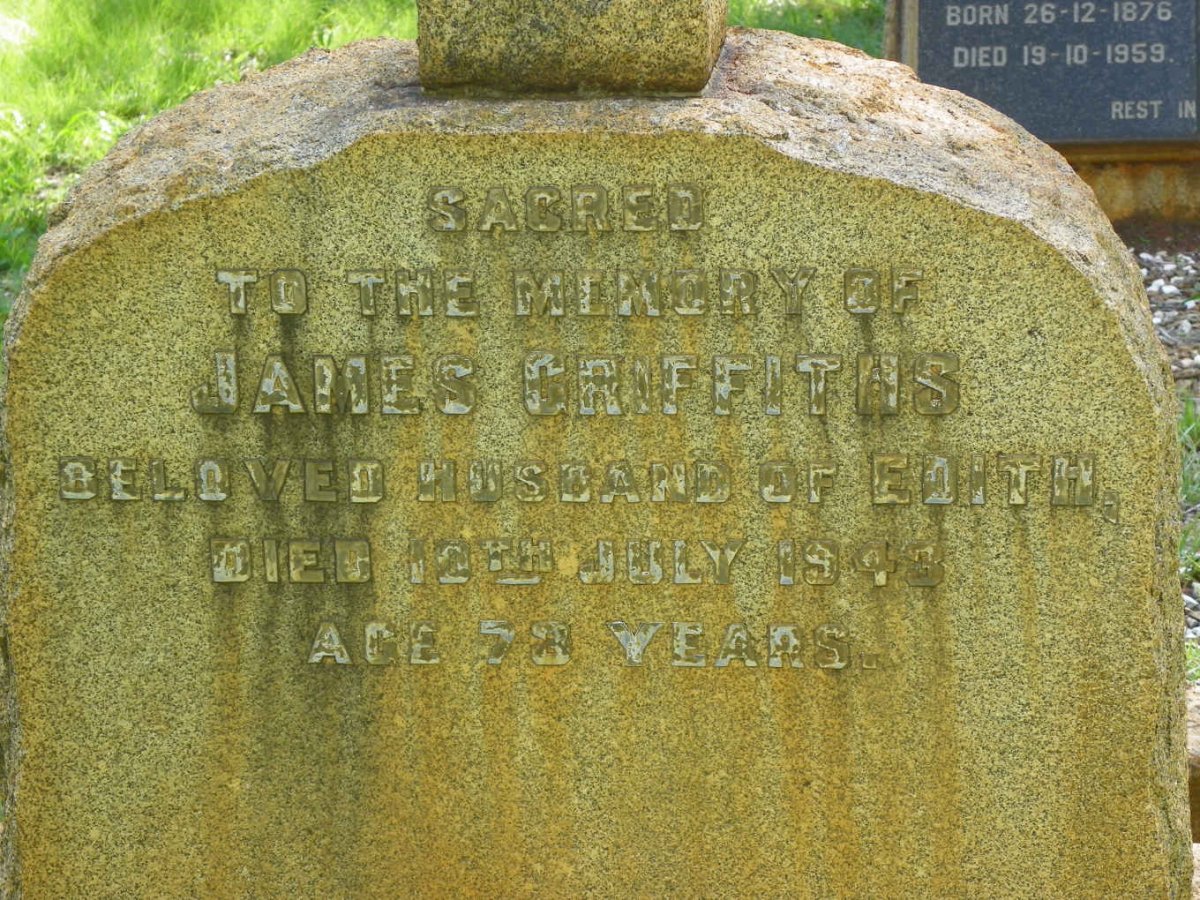 BORN 26-12-1876
DIED 19-10-1959.
REST IN
SACRED
TO THE MEMORY OF
JAMES GRIFFITHS
BELOVED HUSBAND OF EDITH,
DIED 10TH JULY 1943
AGE 73 YEARS.